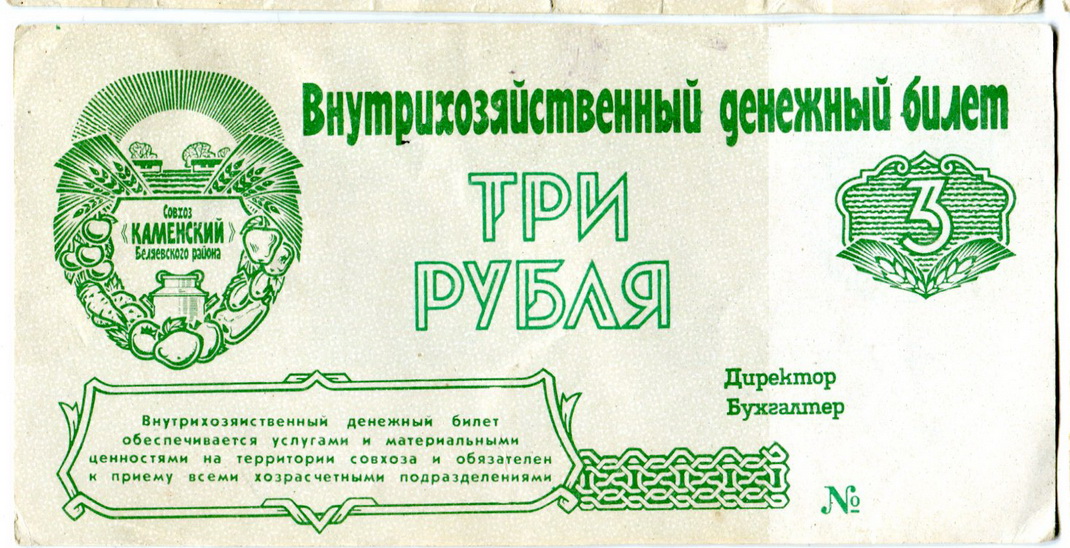 Внутрихозяйственный денежный билет
Совхоз
«КАМЕНСКИЙ»
Беляевского района
ТРИ
РУБЛЯ
3
Директор
Бухгалтер
Внутрихозяиственный денежный билет
обеспечивается услугами и материальными
ценностями на территории совхоза и обязателен
к приему всеми хозрасчетными подразделениями
№